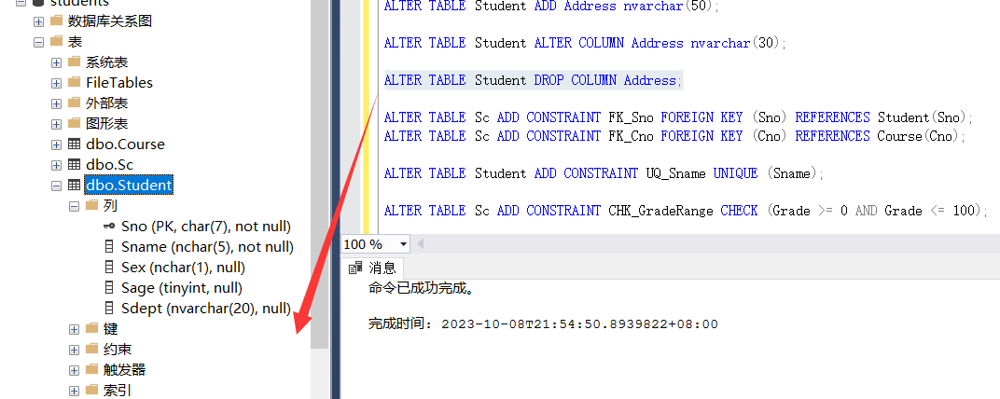 students
数据库关系图
表
系统表
FileTables
外部表
图形表
dbo.Course
dbo.Sc
dbo.Student
列
Sno (PK, char(7), not null)
Sname (nchar(5), not null)
Sex (nchar(1), null)
Sage (tinyint, null)
Sdept (nvarchar(20), null)
键
约束
触发器
索引
ALTER TABLE Student ADD Address nvarchar(50);
ALTER TABLE Student ALTER COLUMN Address nvarchar(30);
ALTER TABLE Student DROP COLUMN Address;
ALTER TABLE Sc ADD CONSTRAINT FK_Sno FOREIGN KEY (Sno) REFERENCES Student(Sno);
ALTER TABLE Sc ADD CONSTRAINT FK_Cno FOREIGN KEY (Cno) REFERENCES Course(Cno);
ALTER TABLE Student ADD CONSTRAINT UQ_Sname UNIQUE (Sname);
ALTER TABLE Sc ADD CONSTRAINT CHK_GradeRange CHECK (Grade >= 0 AND Grade <= 100);
100 %
消息
命令已成功完成。
完成时间: 2023-10-08T21:54:50.8939822+08:00